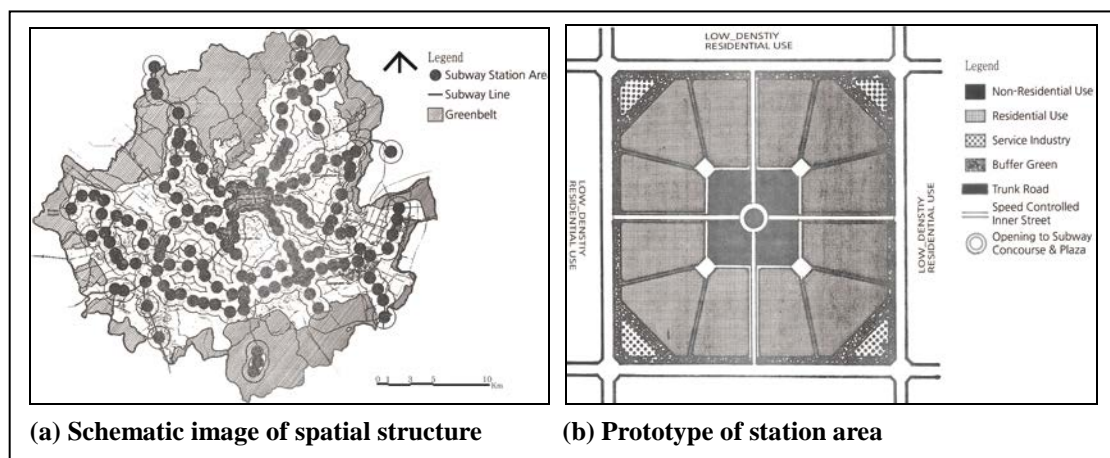 Legend
Subway Station Area
Subway Line
Greenbelt
0 1 3 5 10
Km
(a) Schematic image of spatial structure
LOW_DENSTIY
RESIDENTIAL USE
LOW_DENSTIY
RESIDENTIAL USE
LOW_DENSTIY
RESIDENTIAL USE
Legend
Non-Residential Use
Residential Use
Service Industry
Buffer Green
Trunk Road
Speed Controlled
Inner Street
Opening to Subway
Concourse & Plaza
(b) Prototype of station area